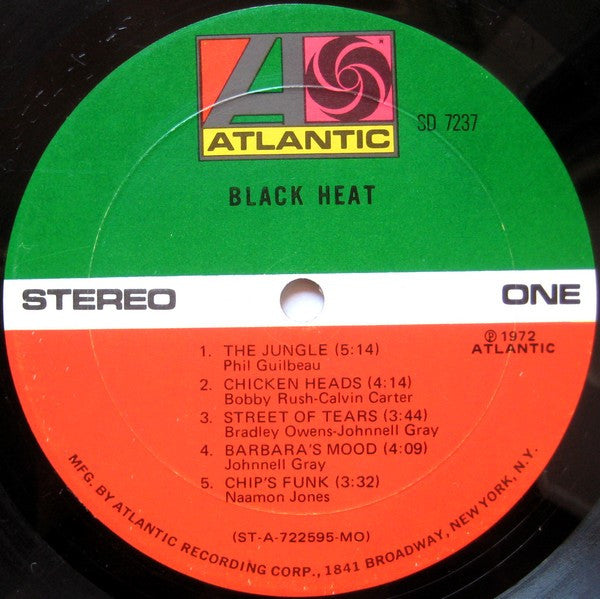 ATLANTIC
SD 7237
BLACK HEAT
STEREO
ONE
℗ 1972
ATLANTIC
1. THE JUNGLE (5:14)
Phil Guilbeau
2. CHICKEN HEADS (4:14)
Bobby Rush-Calvin Carter
3. STREET OF TEARS (3:44)
Bradley Owens-Johnnell Gray
4. BARBARA'S MOOD (4:09)
Johnnell Gray
5. CHIP'S FUNK (3:32)
Naamon Jones
(ST-A-722595-MO)
MFG. BY ATLANTIC RECORDING CORP., 1841 BROADWAY, NEW YORK, N.Y.